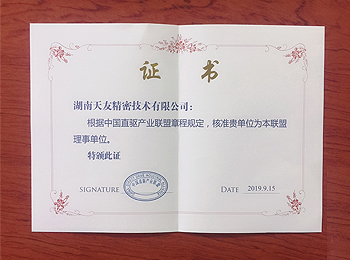 证 书
湖南天友精密技术有限公司：
根据中国直驱产业联盟章程规定，核准贵单位为本联盟
理事单位。
特颁此证
SIGNATURE
DATE 2019.9.15